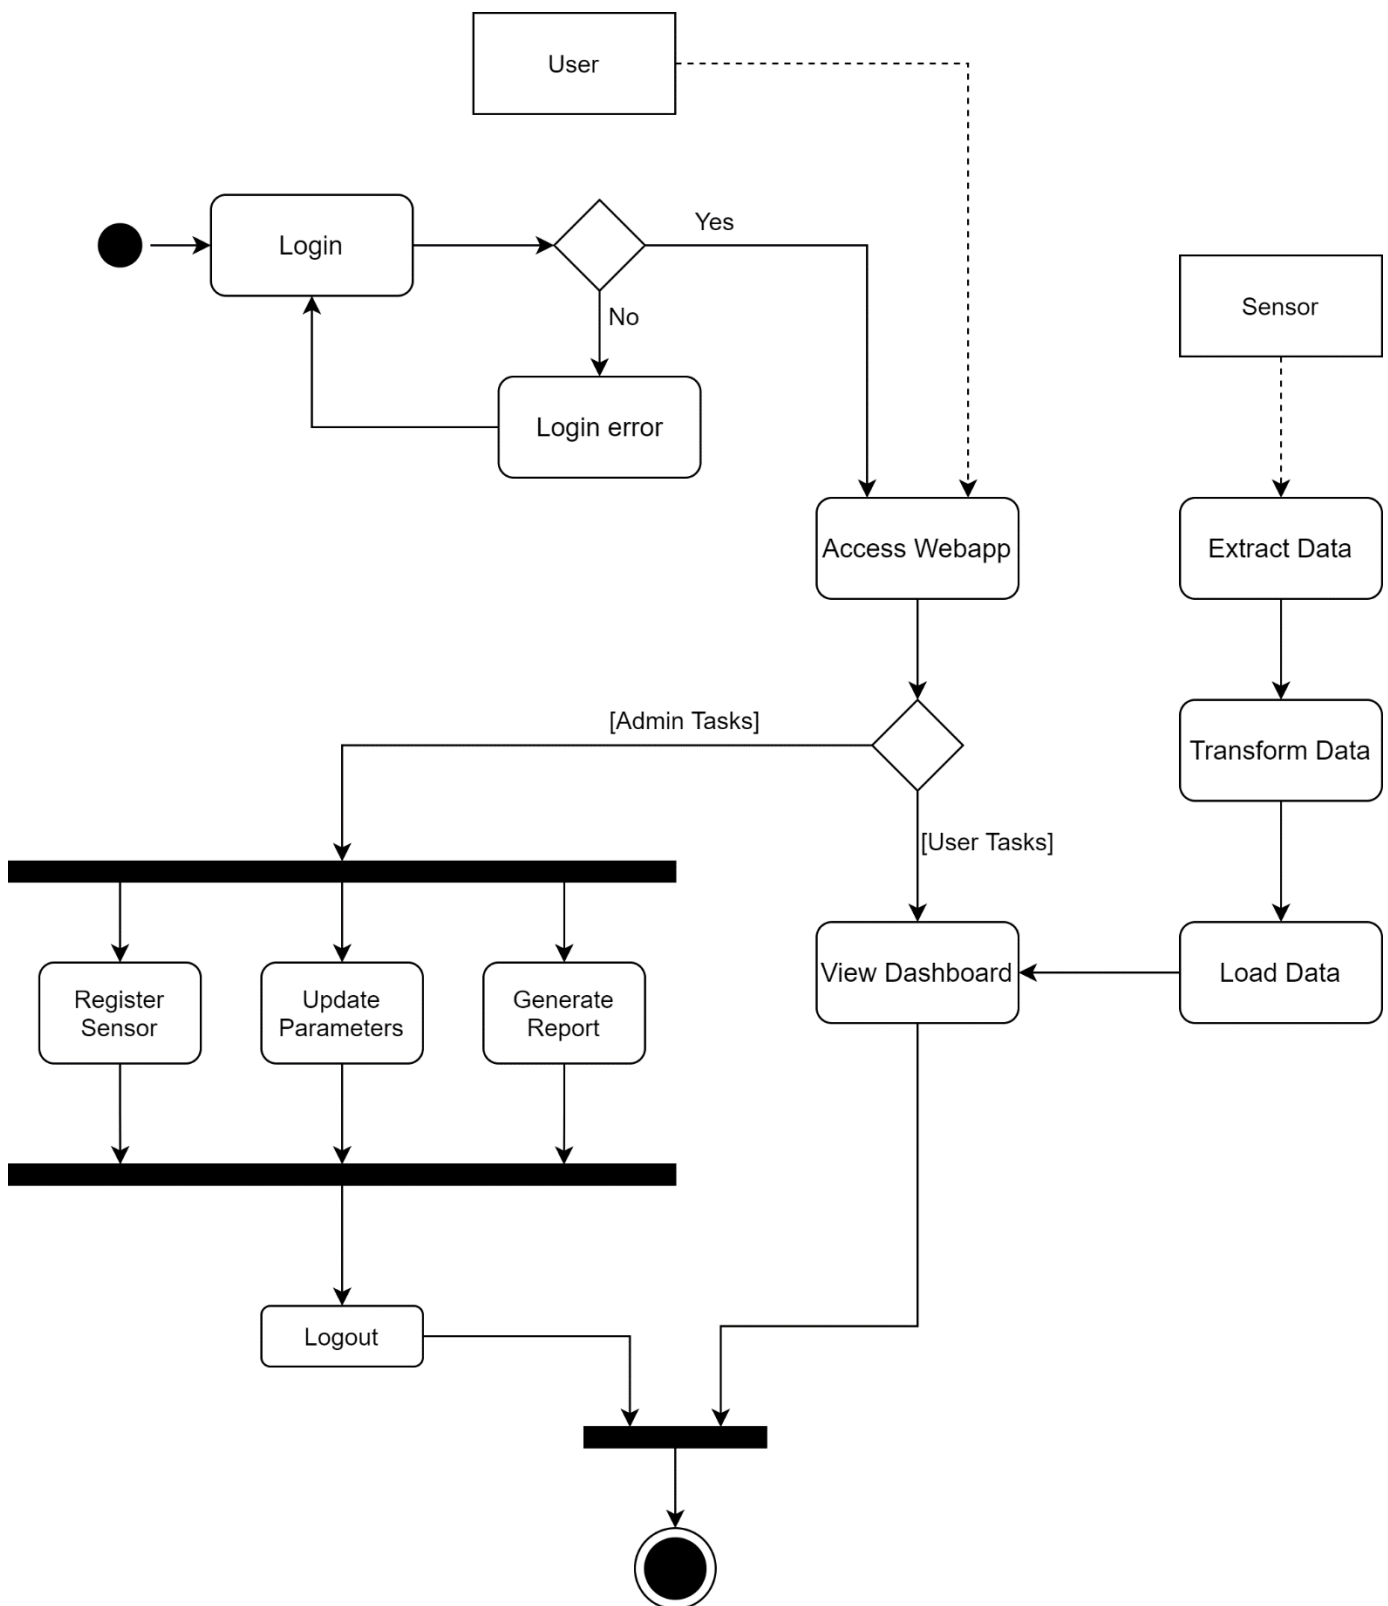 User
Login
Yes
No
Sensor
Login error
Access Webapp
Extract Data
[Admin Tasks]
Transform Data
[User Tasks]
View Dashboard
Load Data
Register
Sensor
Update
Parameters
Generate
Report
Logout